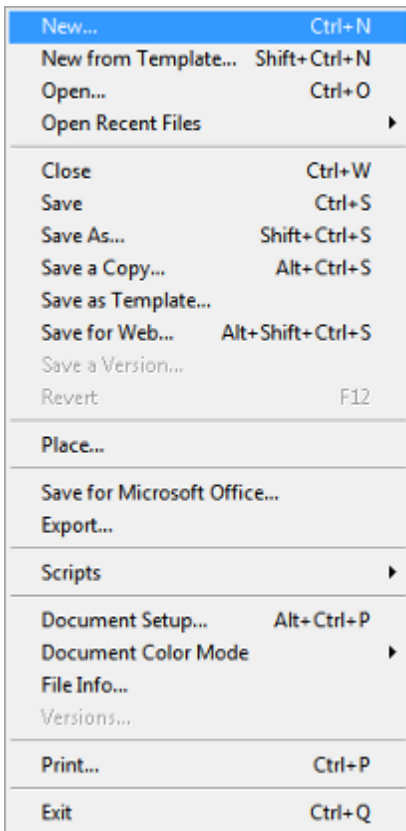 New... Ctrl+N
New from Template... Shift+Ctrl+N
Open... Ctrl+O
Open Recent Files
Close Ctrl+W
Save Ctrl+S
Save As... Shift+Ctrl+S
Save a Copy... Alt+Ctrl+S
Save as Template...
Save for Web... Alt+Shift+Ctrl+S
Save a Version...
Revert F12
Place...
Save for Microsoft Office...
Export...
Scripts
Document Setup... Alt+Ctrl+P
Document Color Mode
File Info...
Versions...
Print... Ctrl+P
Exit Ctrl+Q